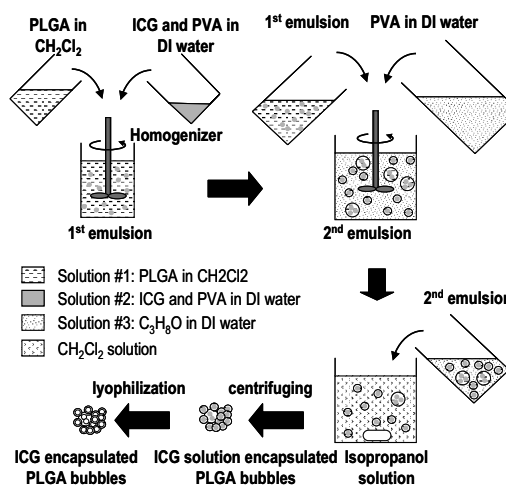 PLGA in
CH₂Cl₂
ICG and PVA in
DI water
1st emulsion
PVA in DI water
Homogenizer
1st emulsion
2nd emulsion
Solution #1: PLGA in CH2Cl2
Solution #2: ICG and PVA in DI water
Solution #3: C₃H₈O in DI water
CH₂Cl₂ solution
2nd emulsion
lyophilization
centrifuging
ICG encapsulated
PLGA bubbles
ICG solution encapsulated
PLGA bubbles
Isopropanol
solution